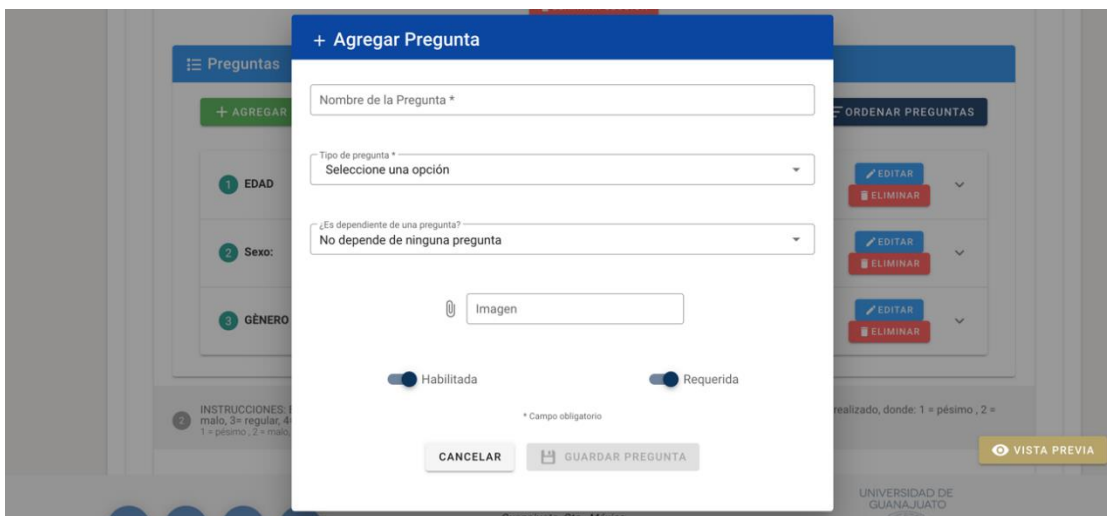 + Agregar Pregunta
Preguntas
Nombre de la Pregunta *
+ AGREGAR
ORDENAR PREGUNTAS
Tipo de pregunta *
Seleccione una opción
1 EDAD
EDITAR
ELIMINAR
¿Es dependiente de una pregunta?
No depende de ninguna pregunta
2 Sexo:
EDITAR
ELIMINAR
Imagen
3 GÈNERO
EDITAR
ELIMINAR
Habilitada
Requerida
INSTRUCCIONES:
realizado, donde: 1 = pésimo , 2 =
2
malo, 3= regular,
1 = pésimo , 2 = malo,
* Campo obligatorio
CANCELAR
GUARDAR PREGUNTA
VISTA PREVIA
UNIVERSIDAD DE
GUANAJUATO